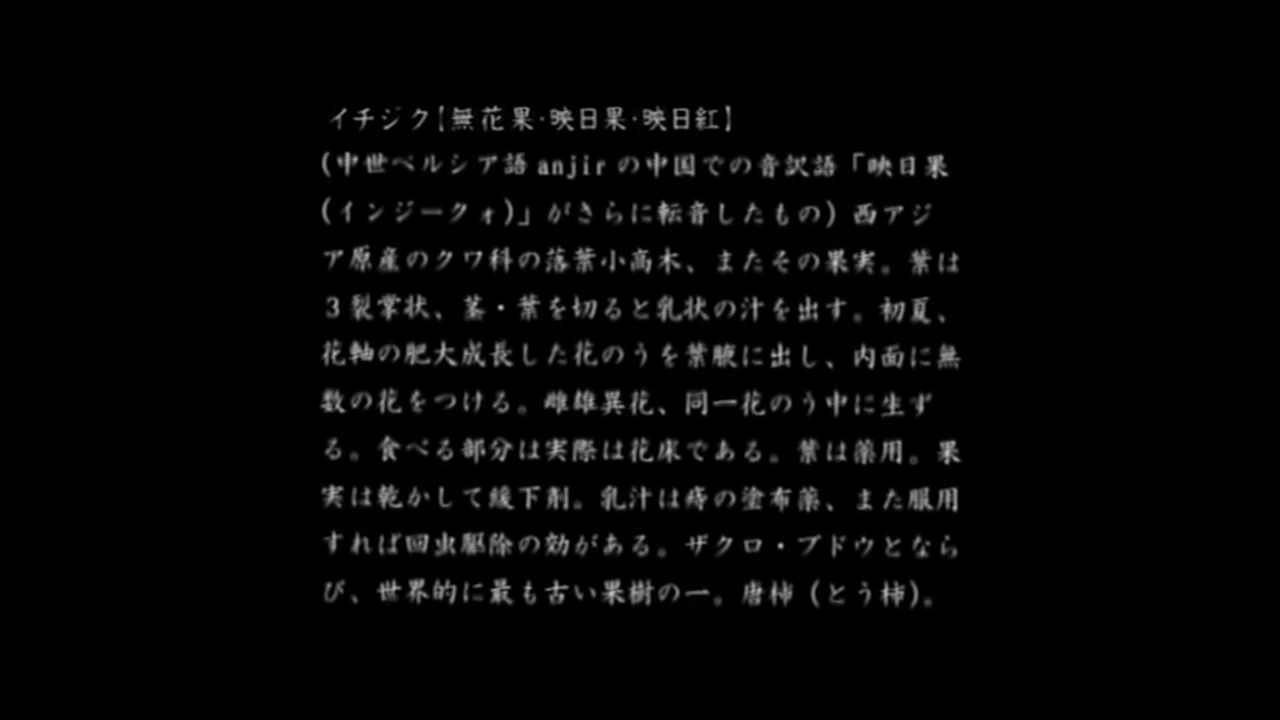 イチジク【無花果·映日果·映日紅】
(中世ペルシア語 anjir の中国での音訳語「映日果
(インジークォ)」がさらに転音したもの) 西アジ
ア原産のクワ科の落葉小高木、またその果実。葉は
3裂掌状、茎・葉を切ると乳状の汁を出す。初夏、
花軸の肥大成長した花のうを葉腋に出し、内面に無
数の花をつける。雌雄異花、同一花のう中に生ず
る。食べる部分は実際は花床である。葉は薬用。果
実は乾かして緩下剤。乳汁は痔の塗布薬、また服用
すれば回虫駆除の効がある。ザクロ・ブドウとなら
び、世界的に最も古い果樹の一。唐柿 (とう柿)。